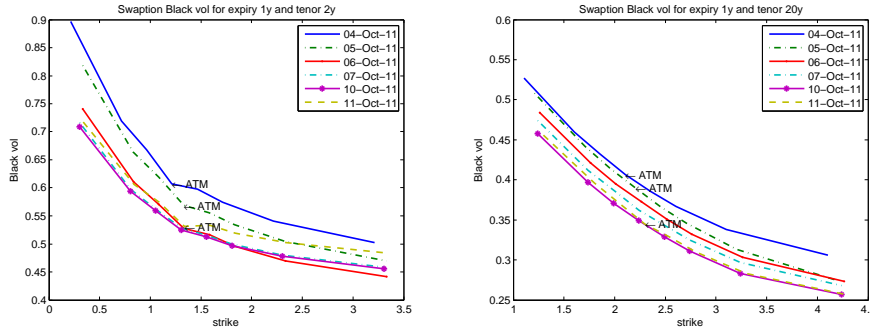 Swaption Black vol for expiry 1y and tenor 2y
0.9
0.85
0.8
0.75
0.7
0.65
0.6
0.55
0.5
0.45
0.4
Black vol
0 0.5 1 1.5 2 2.5 3 3.5
strike
04-Oct-11
05-Oct-11
06-Oct-11
07-Oct-11
10-Oct-11
11-Oct-11
← ATM
← ATM
← ATM
Swaption Black vol for expiry 1y and tenor 20y
0.6
0.55
0.5
0.45
0.4
0.35
0.3
0.25
Black vol
1 1.5 2 2.5 3 3.5 4 4.
strike
04-Oct-11
05-Oct-11
06-Oct-11
07-Oct-11
10-Oct-11
11-Oct-11
← ATM
← ATM
← ATM